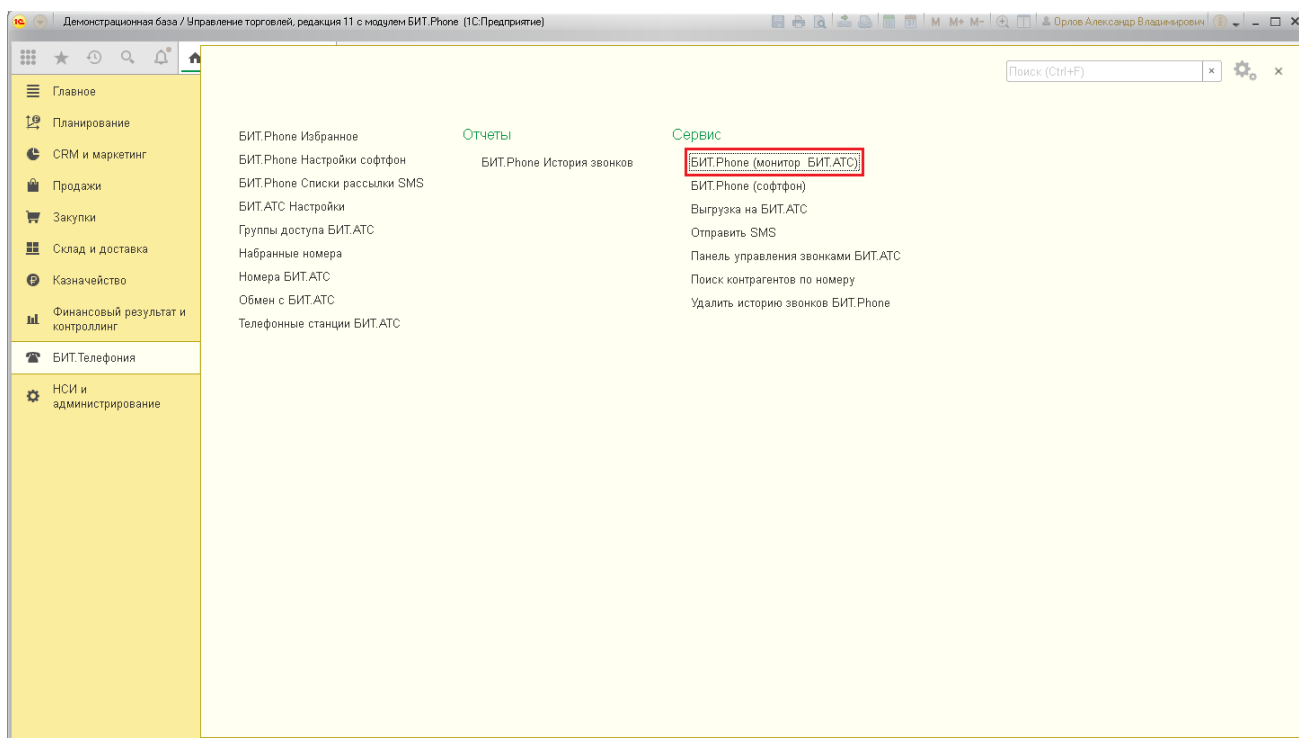 Демонстрационная база / Управление торговлей, редакция 11 с модулем БИТ.Phone (1С:Предприятие)
M M+ M-
Орлов Александр Владимирович
Поиск (Ctrl+F)
Главное
Планирование
CRM и маркетинг
Продажи
Закупки
Склад и доставка
Казначейство
Финансовый результат и
контроллинг
БИТ.Телефония
НСИ и
администрирование
БИТ.Phone Избранное
БИТ.Phone Настройки софтфон
БИТ.Phone Списки рассылки SMS
БИТ.АТС Настройки
Группы доступа БИТ.АТС
Набранные номера
Номера БИТ.АТС
Обмен с БИТ.АТС
Телефонные станции БИТ.АТС
Отчеты
БИТ.Phone История звонков
Сервис
БИТ.Phone (монитор БИТ.АТС)
БИТ.Phone (софтфон)
Выгрузка на БИТ.АТС
Отправить SMS
Панель управления звонками БИТ.АТС
Поиск контрагентов по номеру
Удалить историю звонков БИТ.Phone